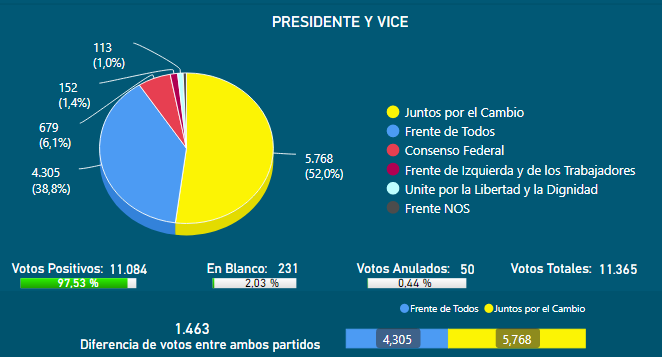 PRESIDENTE Y VICE
113
(1,0%)
152
(1,4%)
679
(6,1%)
4.305
(38,8%)
5.768
(52,0%)
Juntos por el Cambio
Frente de Todos
Consenso Federal
Frente de Izquierda y de los Trabajadores
Unite por la Libertad y la Dignidad
Frente NOS
Votos Positivos: 11.084
97,53 %
En Blanco: 231
2,03 %
Votos Anulados: 50
0,44 %
Votos Totales: 11.365
Frente de Todos Juntos por el Cambio
1.463
Diferencia de votos entre ambos partidos
4,305 5,768